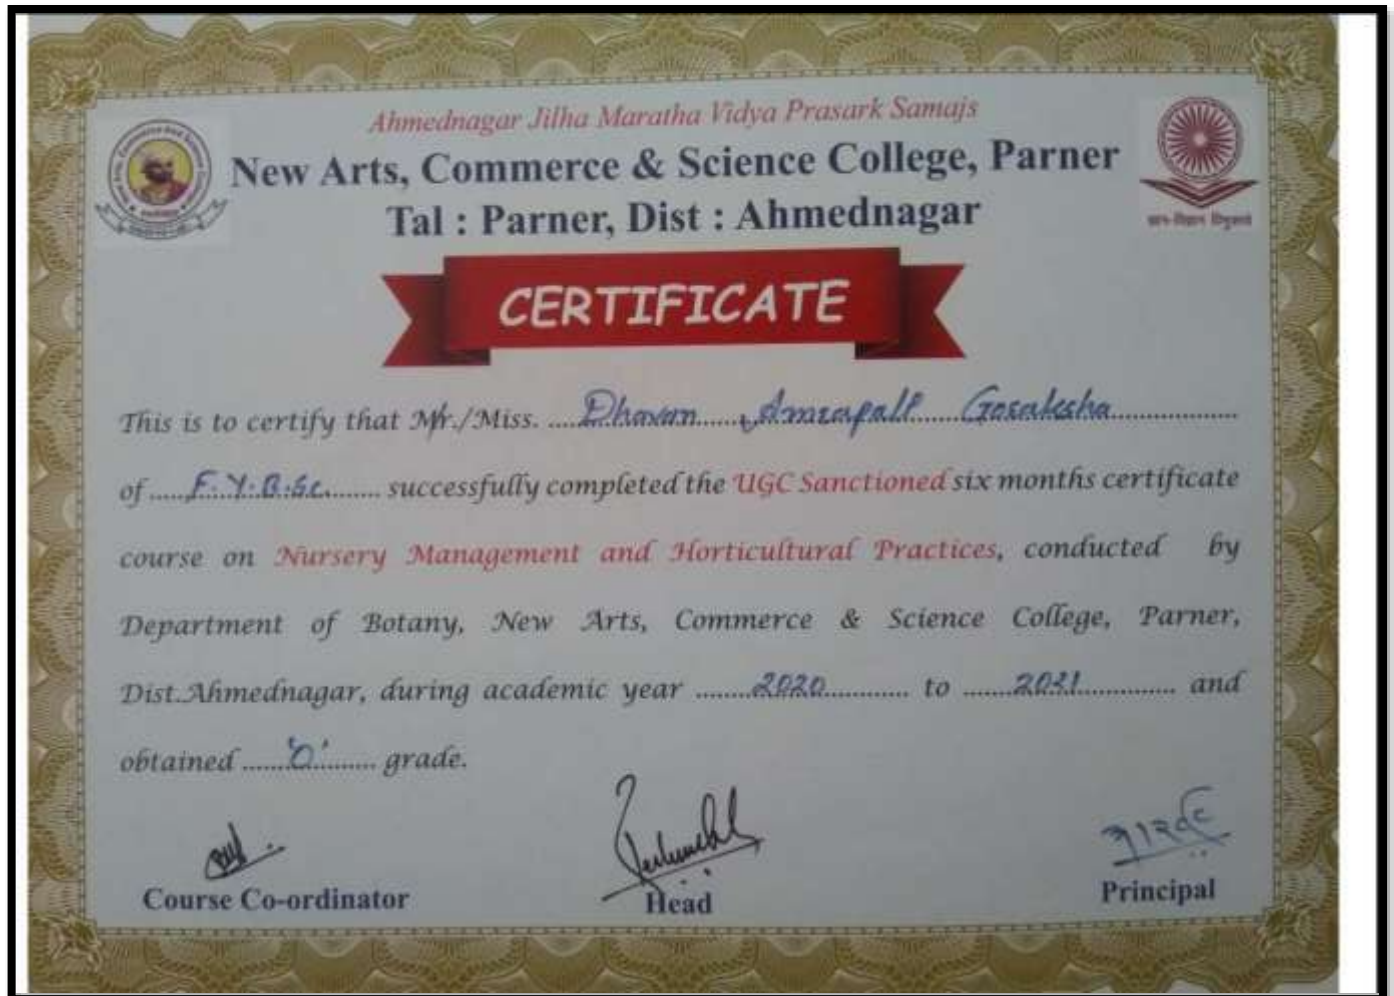 Ahmednagar Jilha Maratha Vidya Prasark Samajs
New Arts, Commerce & Science College, Parner
Tal : Parner, Dist : Ahmednagar
CERTIFICATE
This is to certify that Mr./Miss. Dhavan
of F.Y.B.Sc. successfully completed the UGC Sanctioned six months certificate
course on Nursery Management and Horticultural Practices, conducted by
Department of Botany, New Arts, Commerce & Science College, Parner,
Dist.Ahmednagar, during academic year 2020 to 2021 and
obtained 'O' grade.
Course Co-ordinator
Head
Principal